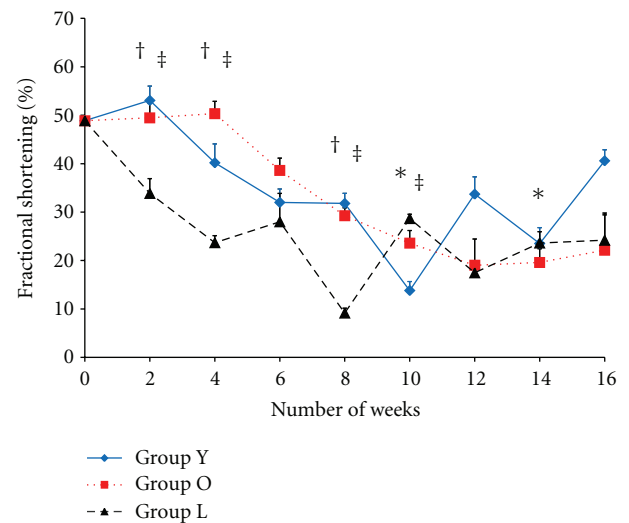 70
60
50
40
30
20
10
0
Fractional shortening (%)
† ‡
† ‡
† ‡
* ‡
*
0 2 4 6 8 10 12 14 16
Number of weeks
Group Y
Group O
Group L